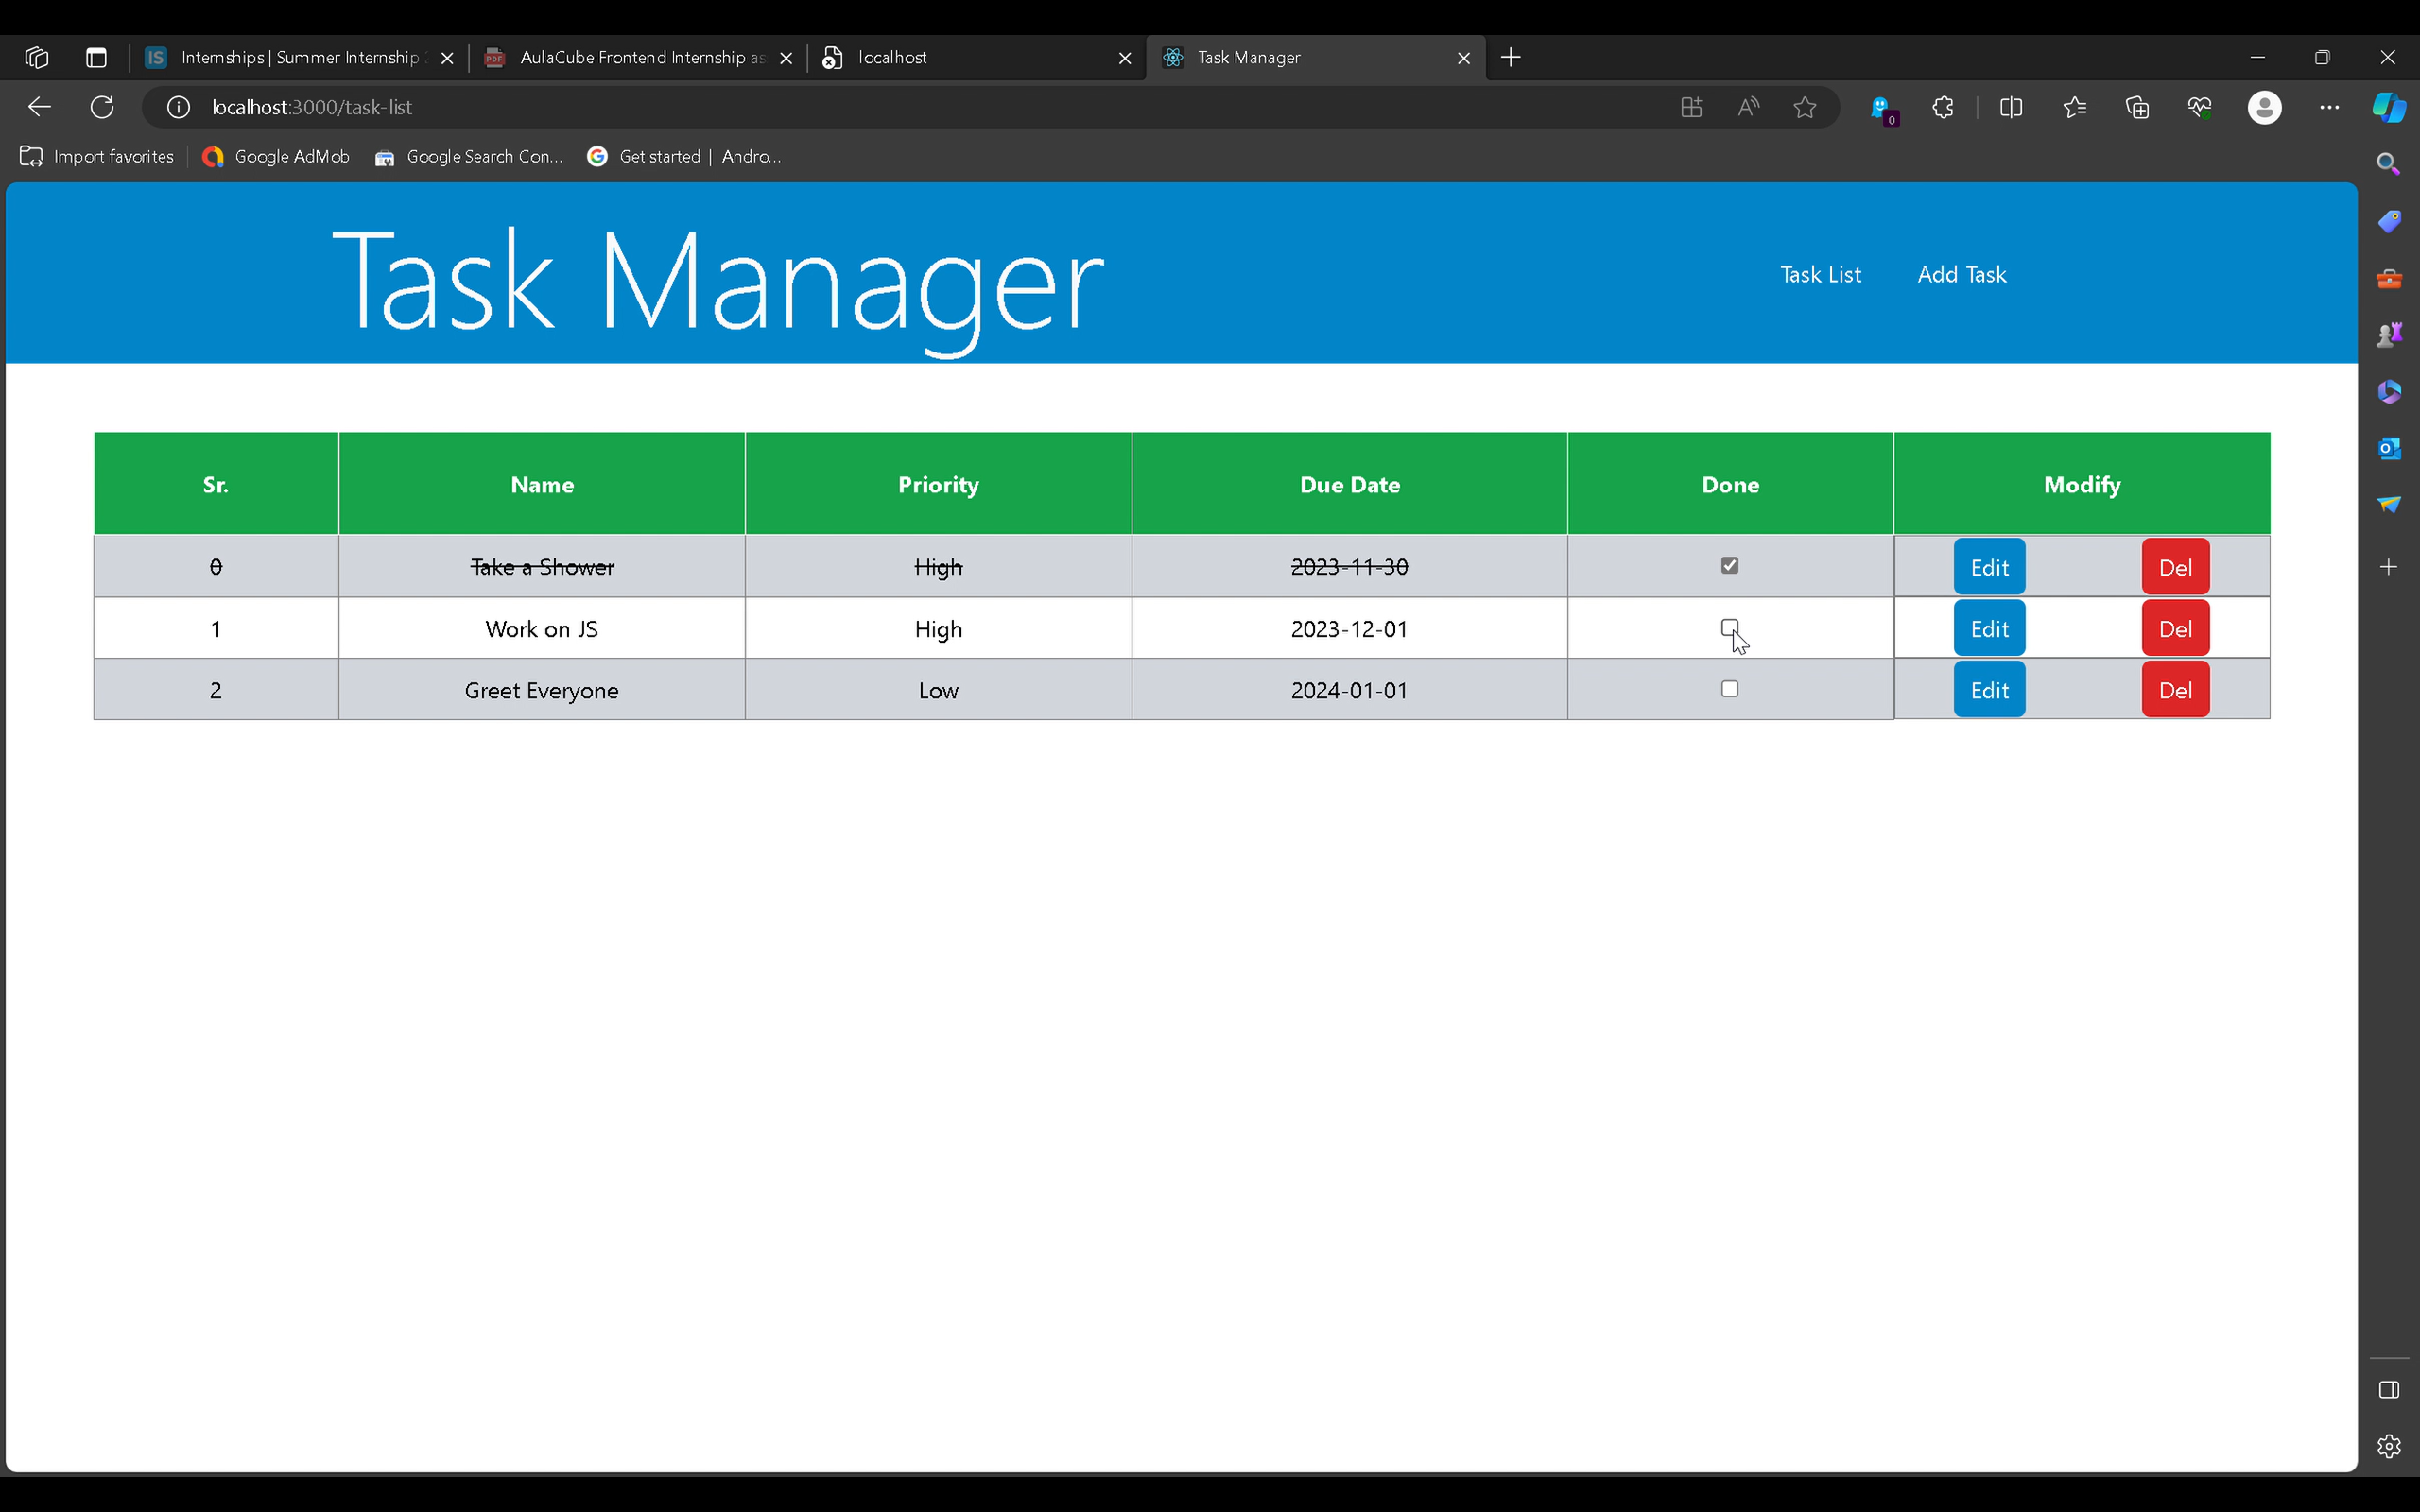 Internships | Summer Internship
AulaCube Frontend Internship as
localhost
Task Manager
localhost:3000/task-list
0
Import favorites
Google AdMob
Google Search Con...
Get started | Andro...
Task Manager
Task List
Add Task
Sr. Name Priority Due Date Done Modify
0 Take a Shower High 2023-11-30 Edit Del
1 Work on JS High 2023-12-01 Edit Del
2 Greet Everyone Low 2024-01-01 Edit Del